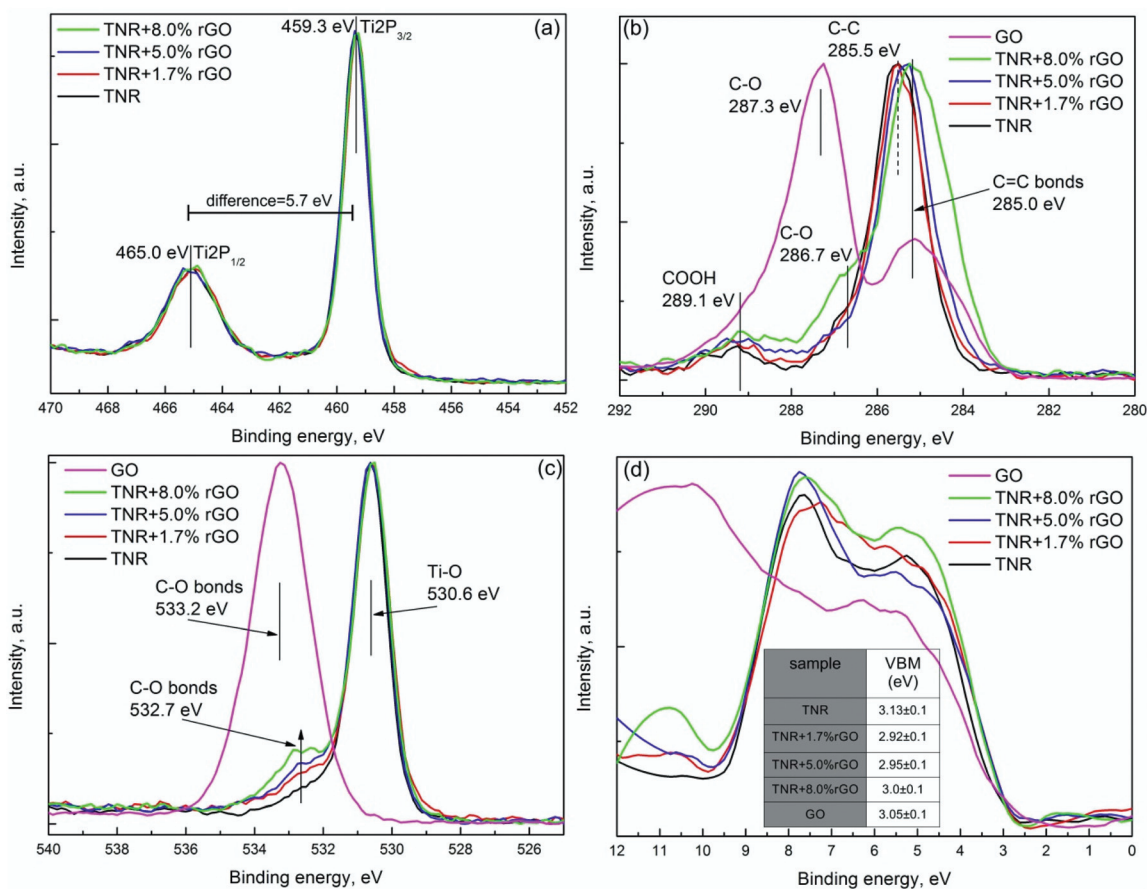 (a)
TNR+8.0% rGO
TNR+5.0% rGO
TNR+1.7% rGO
TNR
459.3 eV Ti2P3/2
difference=5.7 eV
465.0 eV Ti2P1/2
Intensity, a.u.
470 468 466 464 462 460 458 456 454 452
Binding energy, eV
(b)
GO
TNR+8.0% rGO
TNR+5.0% rGO
TNR+1.7% rGO
TNR
C-C
285.5 eV
C-O
287.3 eV
C=C bonds
285.0 eV
C-O
286.7 eV
COOH
289.1 eV
Intensity, a.u.
292 290 288 286 284 282 280
Binding energy, eV
(c)
GO
TNR+8.0% rGO
TNR+5.0% rGO
TNR+1.7% rGO
TNR
C-O bonds
533.2 eV
Ti-O
530.6 eV
C-O bonds
532.7 eV
Intensity, a.u.
540 538 536 534 532 530 528 526
Binding energy, eV
(d)
GO
TNR+8.0% rGO
TNR+5.0% rGO
TNR+1.7% rGO
TNR
sample VBM
(eV)
TNR 3.13±0.1
TNR+1.7%rGO 2.92±0.1
TNR+5.0%rGO 2.95±0.1
TNR+8.0%rGO 3.0±0.1
GO 3.05±0.1
Intensity, a.u.
12 11 10 9 8 7 6 5 4 3 2 1 0
Binding energy, eV